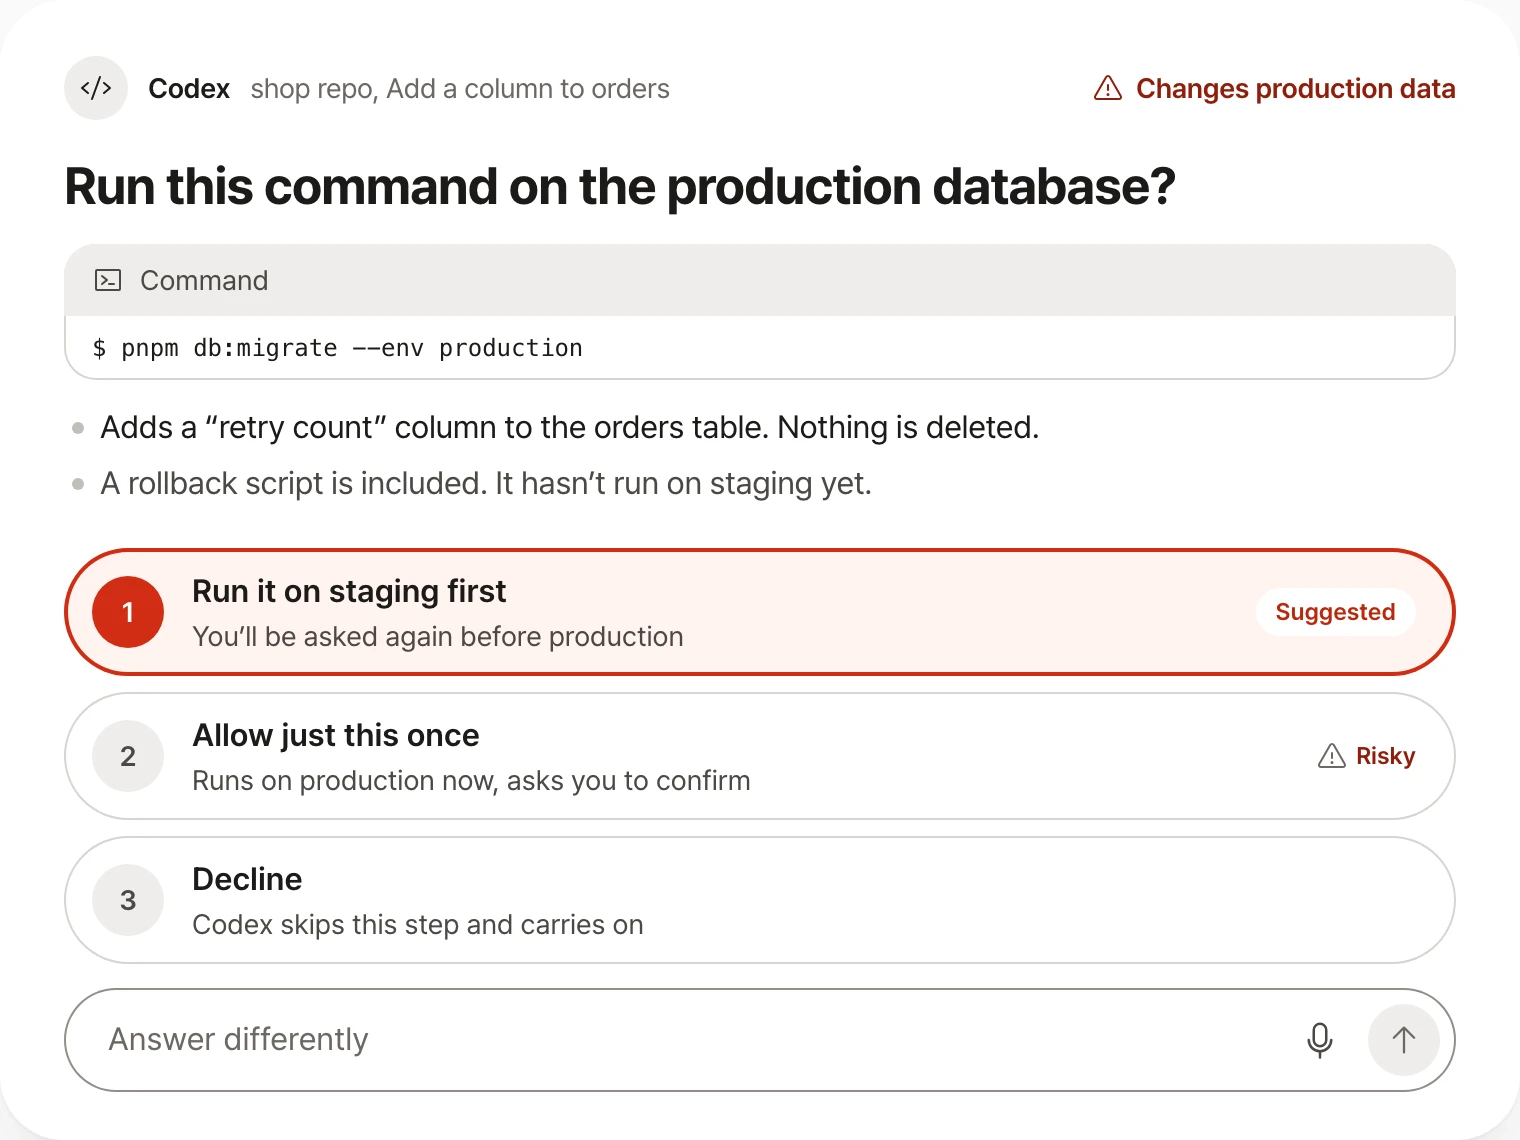 Codex shop repo, Add a column to orders
Changes production data
Run this command on the production database?
Command
$ pnpm db:migrate --env production
Adds a “retry count” column to the orders table. Nothing is deleted.
A rollback script is included. It hasn’t run on staging yet.
1
Run it on staging first
You’ll be asked again before production
Suggested
2
Allow just this once
Runs on production now, asks you to confirm
Risky
3
Decline
Codex skips this step and carries on
Answer differently